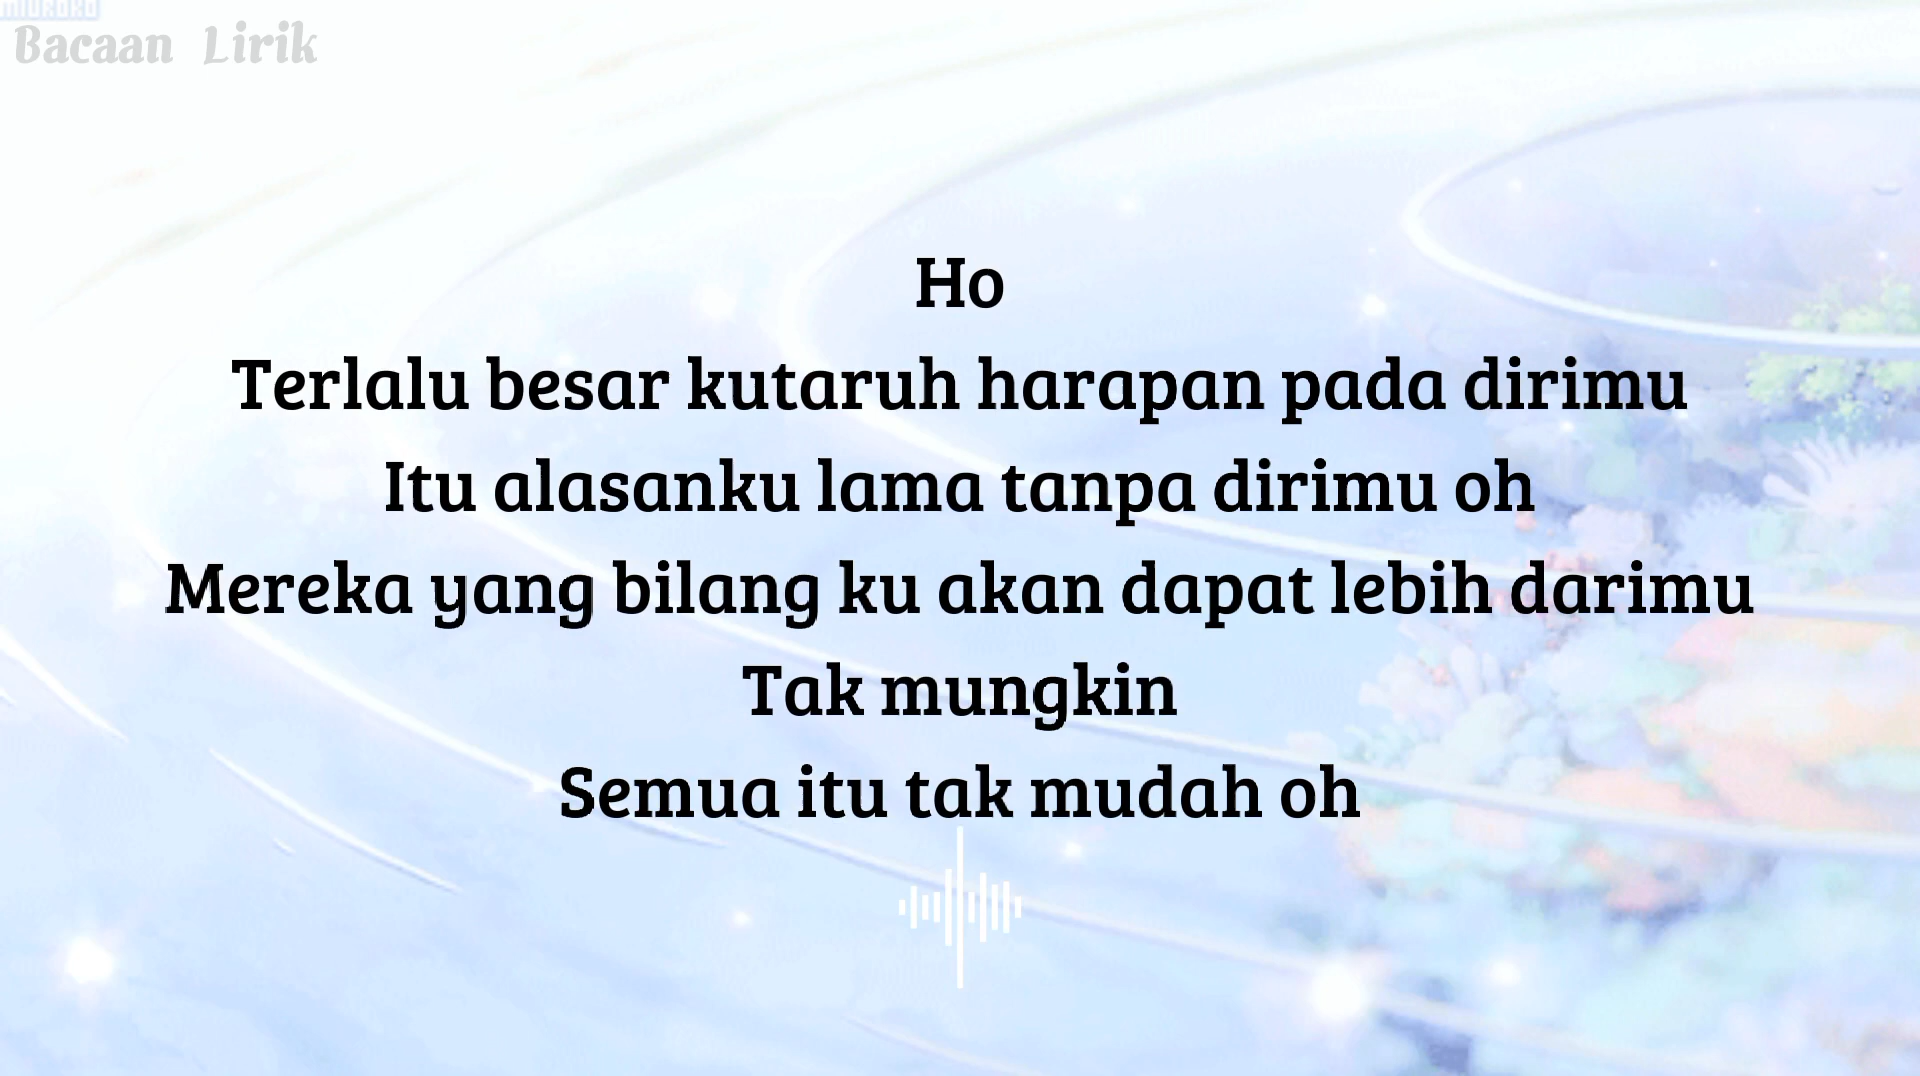 MIUROKO
Bacaan Lirik
Ho
Terlalu besar kutaruh harapan pada dirimu
Itu alasanku lama tanpa dirimu oh
Mereka yang bilang ku akan dapat lebih darimu
Tak mungkin
Semua itu tak mudah oh